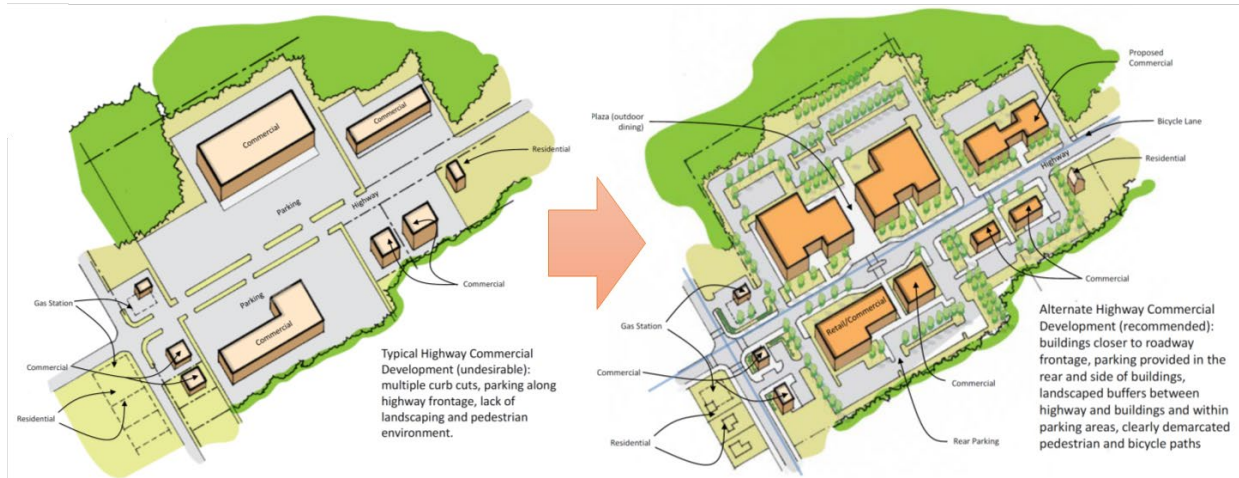 Commercial
Commercial
Residential
Highway
Parking
Parking
Commercial
Gas Station
Commercial
Commercial
Residential
Typical Highway Commercial
Development (undesirable):
multiple curb cuts, parking along
highway frontage, lack of
landscaping and pedestrian
environment.
Proposed
Commercial
Plaza (outdoor
dining)
Bicycle Lane
Highway
Residential
Commercial
Gas Station
Retail/Commercial
Commercial
Commercial
Residential
Rear Parking
Alternate Highway Commercial
Development (recommended):
buildings closer to roadway
frontage, parking provided in the
rear and side of buildings,
landscaped buffers between
highway and buildings and within
parking areas, clearly demarcated
pedestrian and bicycle paths